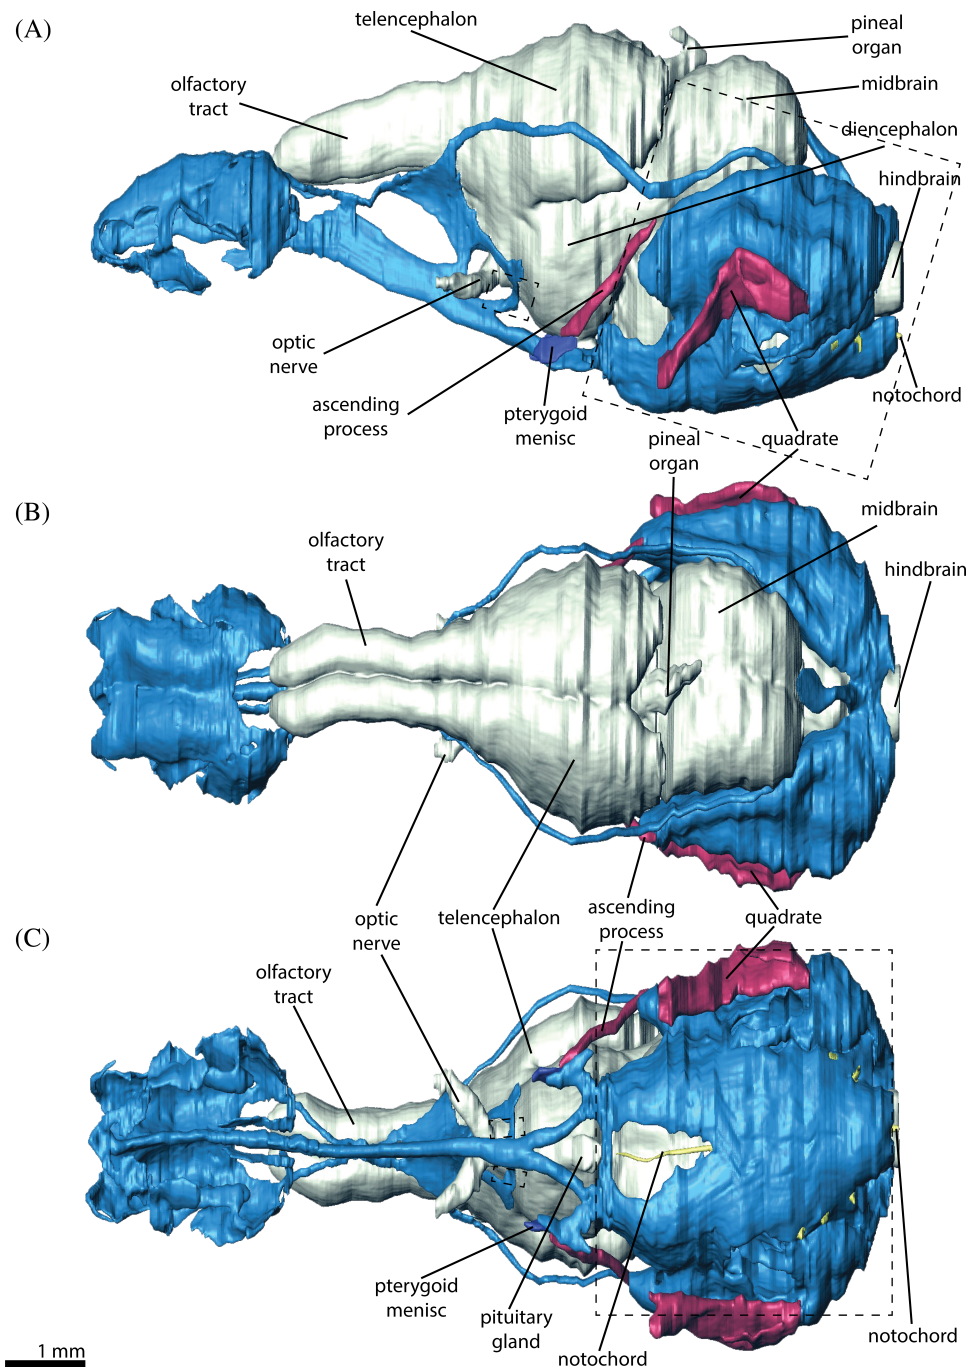 (A)
telencephalon
pineal
organ
olfactory
tract
midbrain
diencephalon
hindbrain
optic
nerve
ascending
process
pterygoid
menisc
notochord
quadrate
pineal
organ
(B)
olfactory
tract
midbrain
hindbrain
optic
nerve
telencephalon
ascending
process
quadrate
(C)
olfactory
tract
pterygoid
menisc
pituitary
gland
notochord
notochord
1 mm